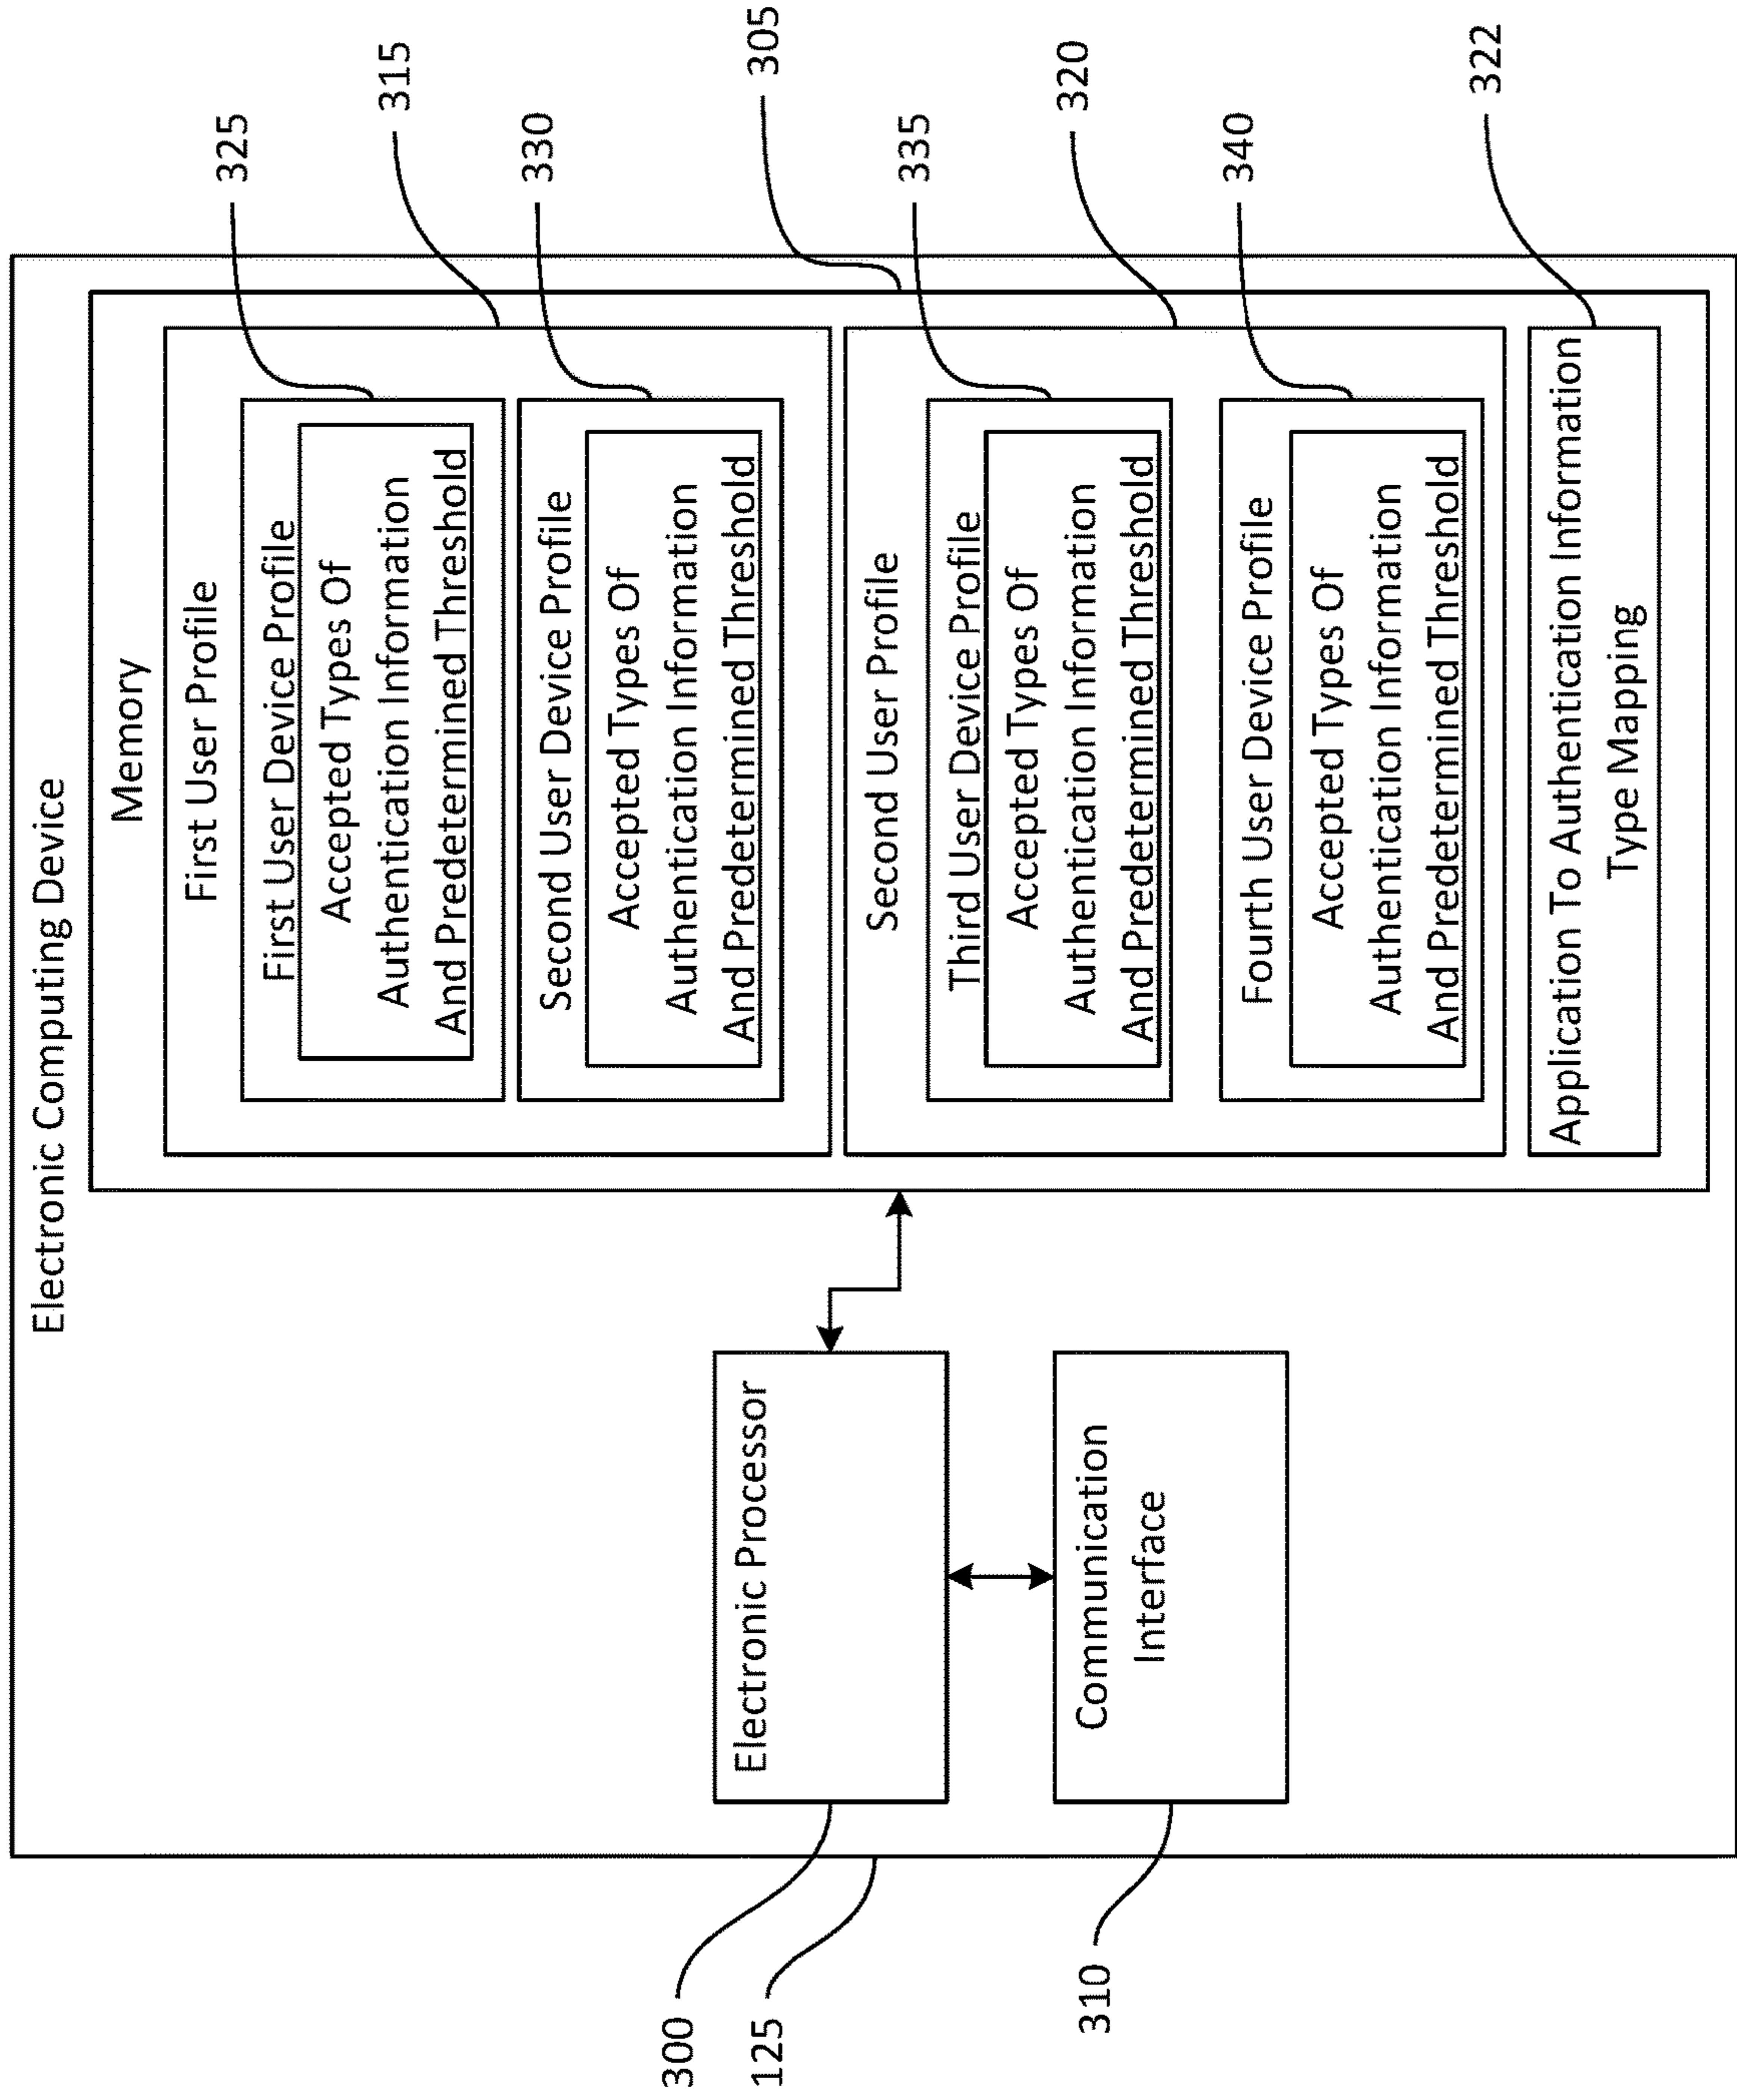 Electronic Computing Device
Memory
First User Profile
First User Device Profile
Accepted Types Of
Authentication Information
And Predetermined Threshold
Second User Device Profile
Accepted Types Of
Authentication Information
And Predetermined Threshold
Second User Profile
Third User Device Profile
Accepted Types Of
Authentication Information
And Predetermined Threshold
Fourth User Device Profile
Accepted Types Of
Authentication Information
And Predetermined Threshold
Application To Authentication Information
Type Mapping
Electronic Processor
Communication
Interface
325
315
330
305
335
320
340
322
300
125
310